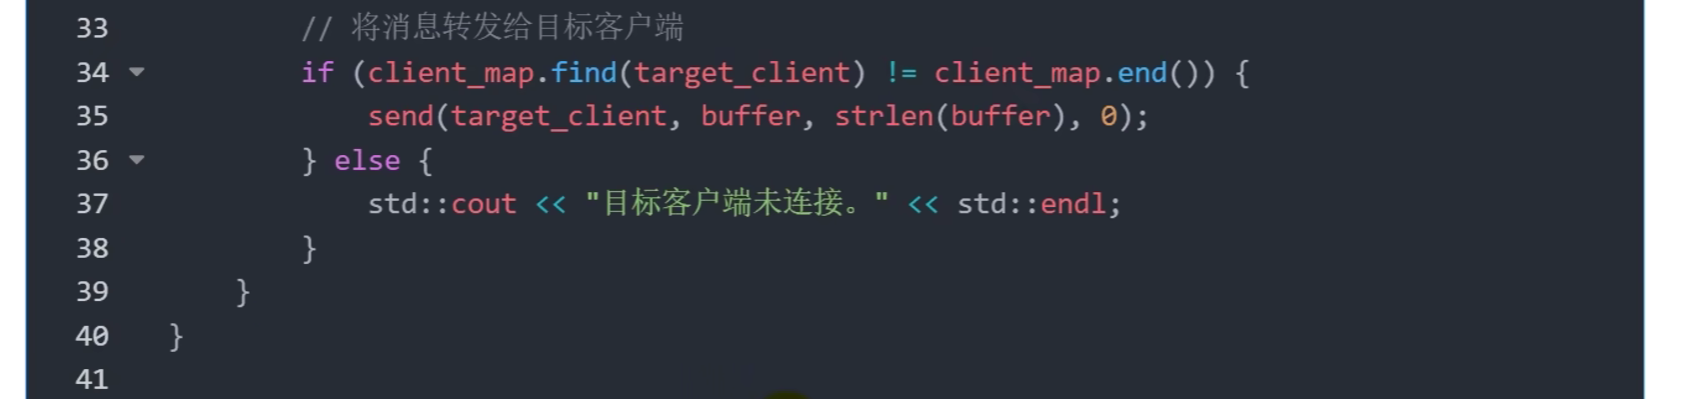 33 // 将消息转发给目标客户端
34 if (client_map.find(target_client) != client_map.end()) {
35 send(target_client, buffer, strlen(buffer), 0);
36 } else {
37 std::cout << "目标客户端未连接。" << std::endl;
38 }
39 }
40 }
41